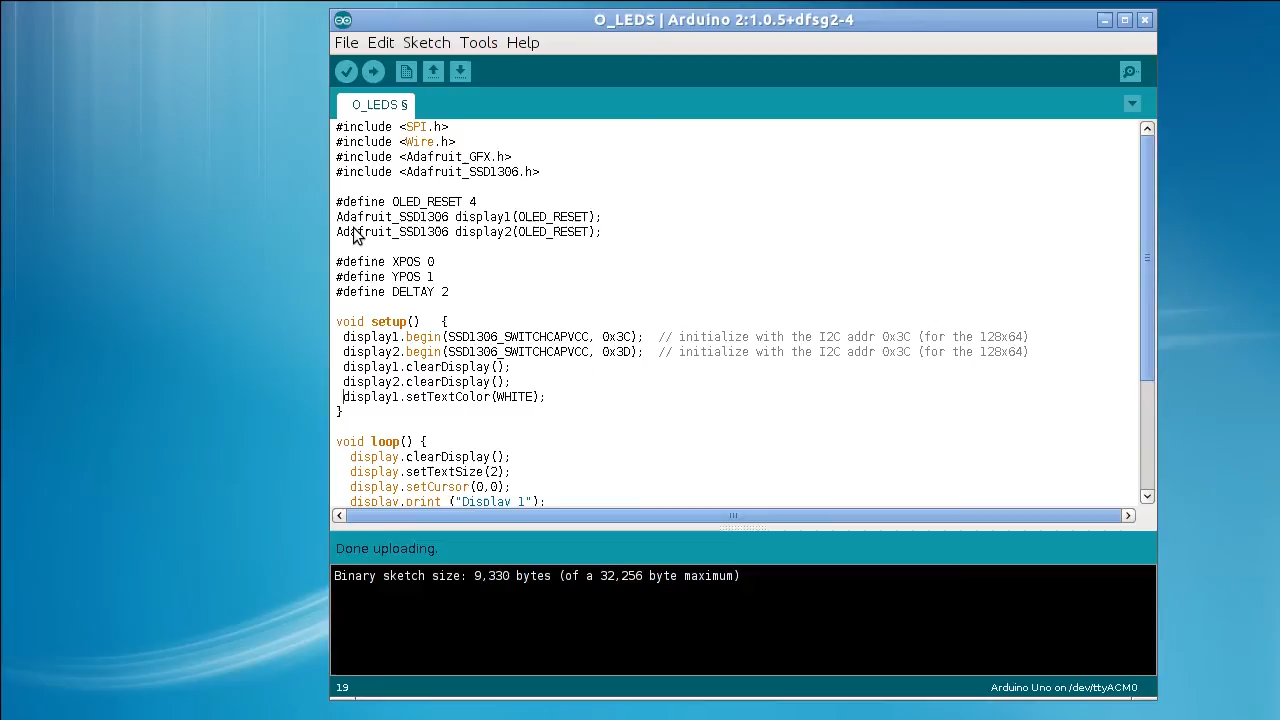 O_LEDS | Arduino 2:1.0.5+dfsg2-4
File Edit Sketch Tools Help
O_LEDS §
#include <SPI.h>
#include <Wire.h>
#include <Adafruit_GFX.h>
#include <Adafruit_SSD1306.h>
#define OLED_RESET 4
Adafruit_SSD1306 display1(OLED_RESET);
Adafruit_SSD1306 display2(OLED_RESET);
#define XPOS 0
#define YPOS 1
#define DELTAY 2
void setup()   {
display1.begin(SSD1306_SWITCHCAPVCC, 0x3C);  // initialize with the I2C addr 0x3C (for the 128x64)
display2.begin(SSD1306_SWITCHCAPVCC, 0x3D);  // initialize with the I2C addr 0x3C (for the 128x64)
display1.clearDisplay();
display2.clearDisplay();
display1.setTextColor(WHITE);
}
void loop() {
display.clearDisplay();
display.setTextSize(2);
display.setCursor(0,0);
display.print ("Display 1");
Done uploading.
Binary sketch size: 9,330 bytes (of a 32,256 byte maximum)
19
Arduino Uno on /dev/ttyACM0